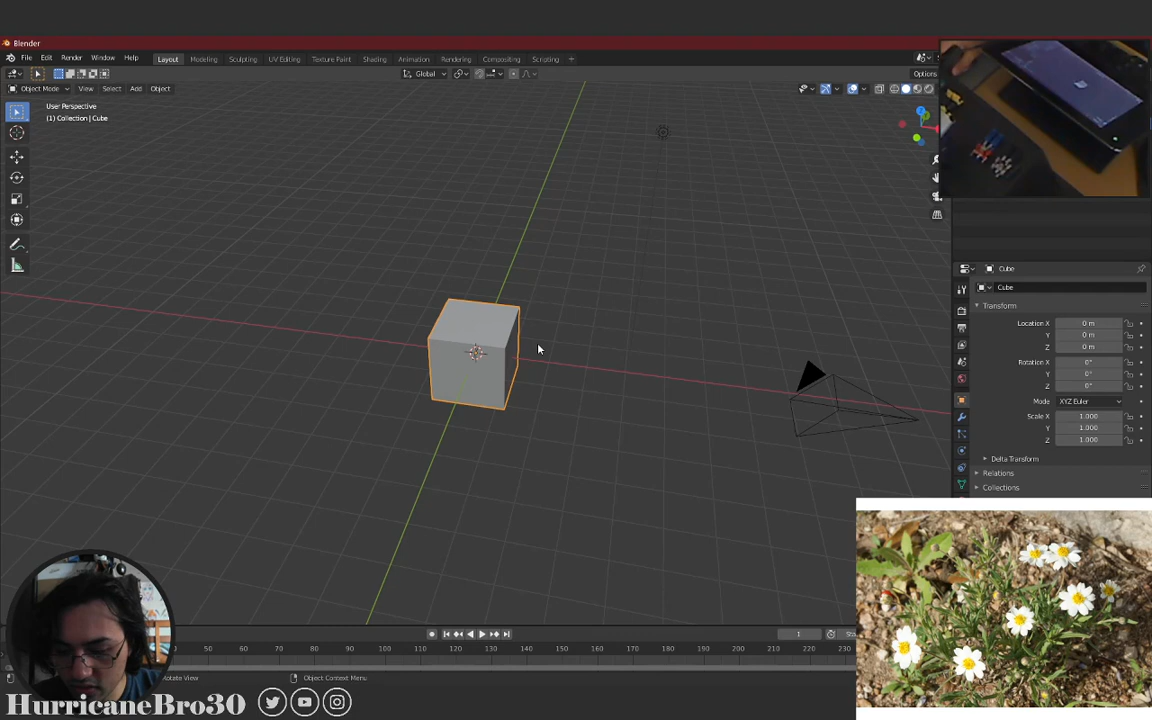 Blender
File Edit Render Window Help Layout Modeling Sculpting UV Editing Texture Paint Shading Animation Rendering Compositing Scripting +
Global Options
Object Mode View Select Add Object
User Perspective
(1) Collection | Cube
Cube
Cube
Transform
Location X 0 m
Y 0 m
Z 0 m
Rotation X 0°
Y 0°
Z 0°
Mode XYZ Euler
Scale X 1.000
Y 1.000
Z 1.000
Delta Transform
Relations
Collections
1
50 60 70 80 90 100 110 120 130 140 150 160 170 180 190 200 210 220 230
Object Context Menu
HurricaneBro30